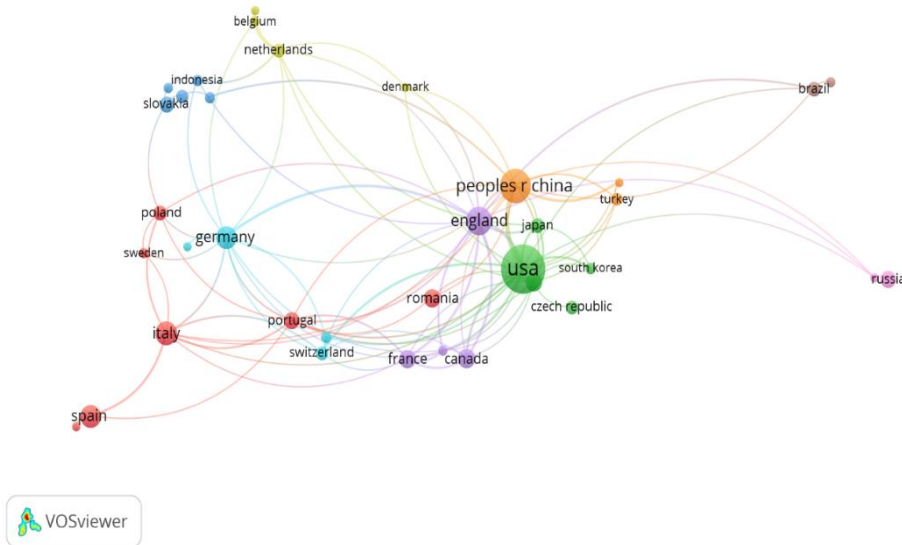 belgium
netherlands
indonesia
denmark
slovakia
brazil
peoples r china
turkey
poland
england
japan
germany
sweden
usa
south korea
russia
romania
czech republic
portugal
italy
switzerland
france
canada
spain
VOSviewer